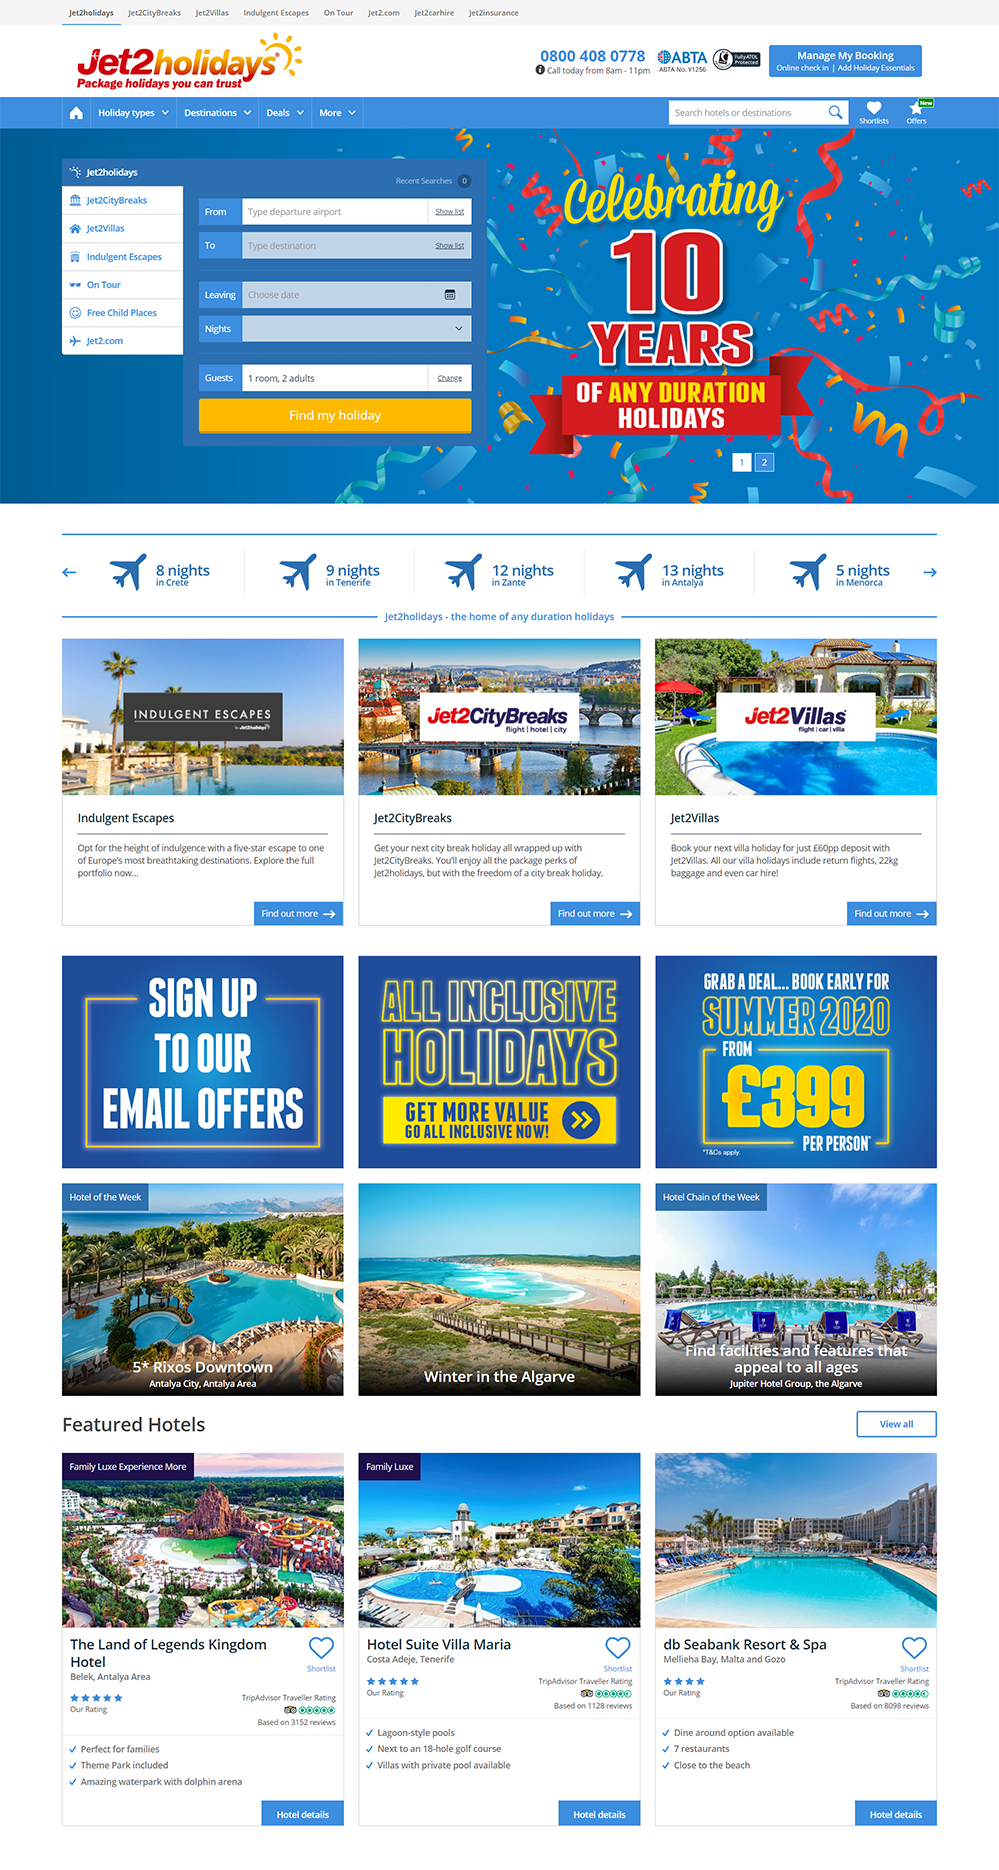 Jet2holidays Jet2CityBreaks Jet2Villas Indulgent Escapes On Tour Jet2.com Jet2carhire Jet2insurance
Jet2holidays
Package holidays you can trust
0800 408 0778
Call today from 8am - 11pm
ABTA
ABTA No. V1256
Fully ATOL
Protected
Manage My Booking
Online check in | Add Holiday Essentials
Holiday types Destinations Deals More
Search hotels or destinations
Shortlists
New
Offers
Jet2holidays
Jet2CityBreaks
Jet2Villas
Indulgent Escapes
On Tour
Free Child Places
Jet2.com
Recent Searches 0
From Type departure airport Show list
To Type destination Show list
Leaving Choose date
Nights
Guests 1 room, 2 adults Change
Find my holiday
Celebrating
10
YEARS
OF ANY DURATION
HOLIDAYS
1 2
8 nights
in Crete
9 nights
in Tenerife
12 nights
in Zante
13 nights
in Antalya
5 nights
in Menorca
Jet2holidays - the home of any duration holidays
INDULGENT ESCAPES
by Jet2holidays
Jet2CityBreaks
flight | hotel | city
Jet2Villas
flight | car | villa
Indulgent Escapes
Opt for the height of indulgence with a five-star escape to one
of Europe's most breathtaking destinations. Explore the full
portfolio now...
Find out more
Jet2CityBreaks
Get your next city break holiday all wrapped up with
Jet2CityBreaks. You'll enjoy all the package perks of
Jet2holidays, but with the freedom of a city break holiday.
Find out more
Jet2Villas
Book your next villa holiday for just £60pp deposit with
Jet2Villas. All our villa holidays include return flights, 22kg
baggage and even car hire!
Find out more
SIGN UP
TO OUR
EMAIL OFFERS
ALL INCLUSIVE
HOLIDAYS
GET MORE VALUE
GO ALL INCLUSIVE NOW!
GRAB A DEAL... BOOK EARLY FOR
SUMMER 2020
FROM
£399
PER PERSON*
*T&Cs apply.
Hotel of the Week
5* Rixos Downtown
Antalya City, Antalya Area
Winter in the Algarve
Hotel Chain of the Week
Find facilities and features that
appeal to all ages
Jupiter Hotel Group, the Algarve
Featured Hotels
View all
Family Luxe Experience More
The Land of Legends Kingdom
Hotel
Belek, Antalya Area
Shortlist
Our Rating
TripAdvisor Traveller Rating
Based on 3152 reviews
Perfect for families
Theme Park included
Amazing waterpark with dolphin arena
Hotel details
Family Luxe
Hotel Suite Villa Maria
Costa Adeje, Tenerife
Shortlist
Our Rating
TripAdvisor Traveller Rating
Based on 1128 reviews
Lagoon-style pools
Next to an 18-hole golf course
Villas with private pool available
Hotel details
db Seabank Resort & Spa
Mellieha Bay, Malta and Gozo
Shortlist
Our Rating
TripAdvisor Traveller Rating
Based on 8098 reviews
Dine around option available
7 restaurants
Close to the beach
Hotel details